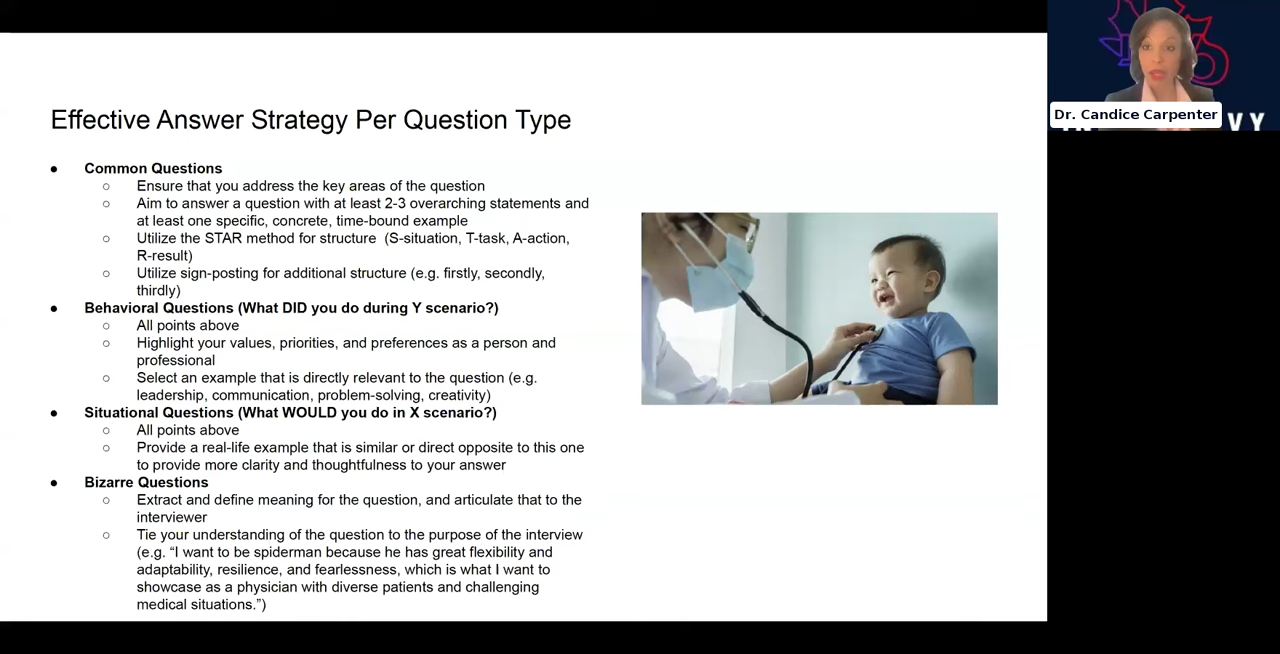 Effective Answer Strategy Per Question Type
● Common Questions
○ Ensure that you address the key areas of the question
○ Aim to answer a question with at least 2-3 overarching statements and
at least one specific, concrete, time-bound example
○ Utilize the STAR method for structure (S-situation, T-task, A-action,
R-result)
○ Utilize sign-posting for additional structure (e.g. firstly, secondly,
thirdly)
● Behavioral Questions (What DID you do during Y scenario?)
○ All points above
○ Highlight your values, priorities, and preferences as a person and
professional
○ Select an example that is directly relevant to the question (e.g.
leadership, communication, problem-solving, creativity)
● Situational Questions (What WOULD you do in X scenario?)
○ All points above
○ Provide a real-life example that is similar or direct opposite to this one
to provide more clarity and thoughtfulness to your answer
● Bizarre Questions
○ Extract and define meaning for the question, and articulate that to the
interviewer
○ Tie your understanding of the question to the purpose of the interview
(e.g. “I want to be spiderman because he has great flexibility and
adaptability, resilience, and fearlessness, which is what I want to
showcase as a physician with diverse patients and challenging
medical situations.”)
Dr. Candice Carpenter